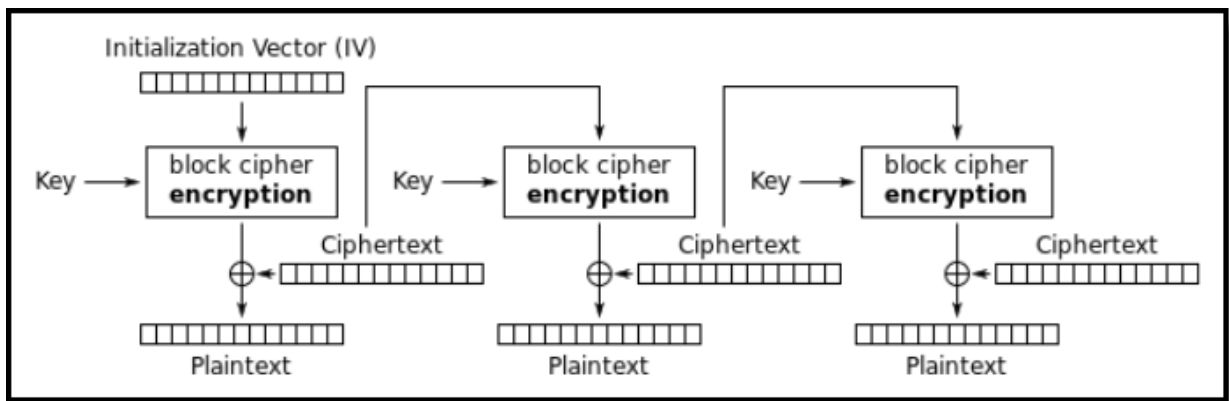 Initialization Vector (IV)
Key
block cipher
encryption
Ciphertext
Plaintext
Key
block cipher
encryption
Ciphertext
Plaintext
Key
block cipher
encryption
Ciphertext
Plaintext